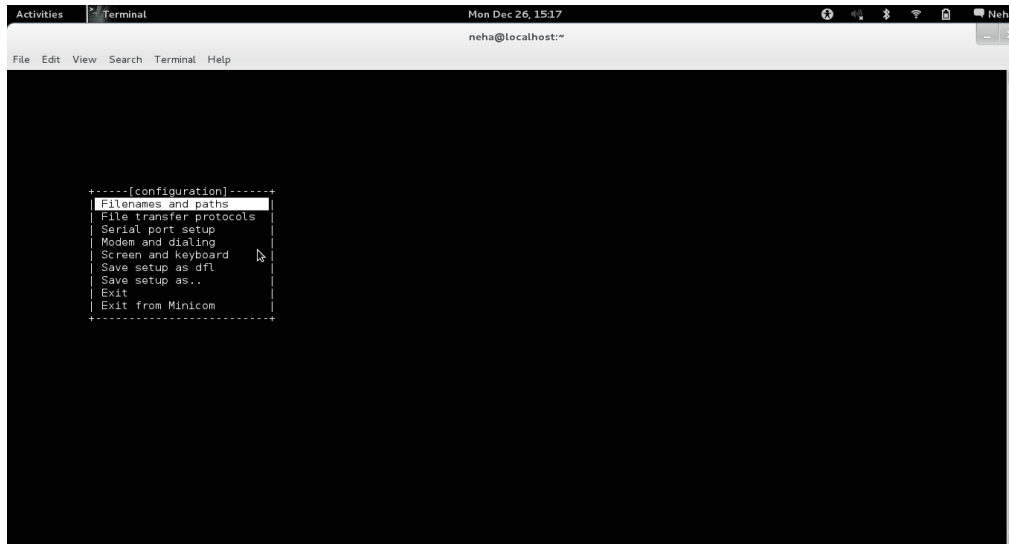 Activities Terminal Mon Dec 26, 15:17 Neh
neha@localhost:~
File Edit View Search Terminal Help
+-----[configuration]------+
| Filenames and paths |
| File transfer protocols |
| Serial port setup |
| Modem and dialing |
| Screen and keyboard |
| Save setup as dfl |
| Save setup as.. |
| Exit |
| Exit from Minicom |
+--------------------------+